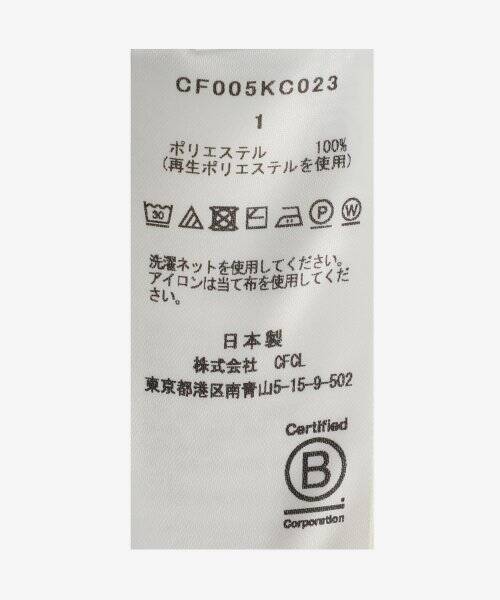 CF005KC023
1
ポリエステル 100%
(再生ポリエステルを使用)
30 P W
洗濯ネットを使用してください。
アイロンは当て布を使用してくだ
さい。
日本製
株式会社 CFCL
東京都港区南青山5-15-9-502
Certified
B
Corporation